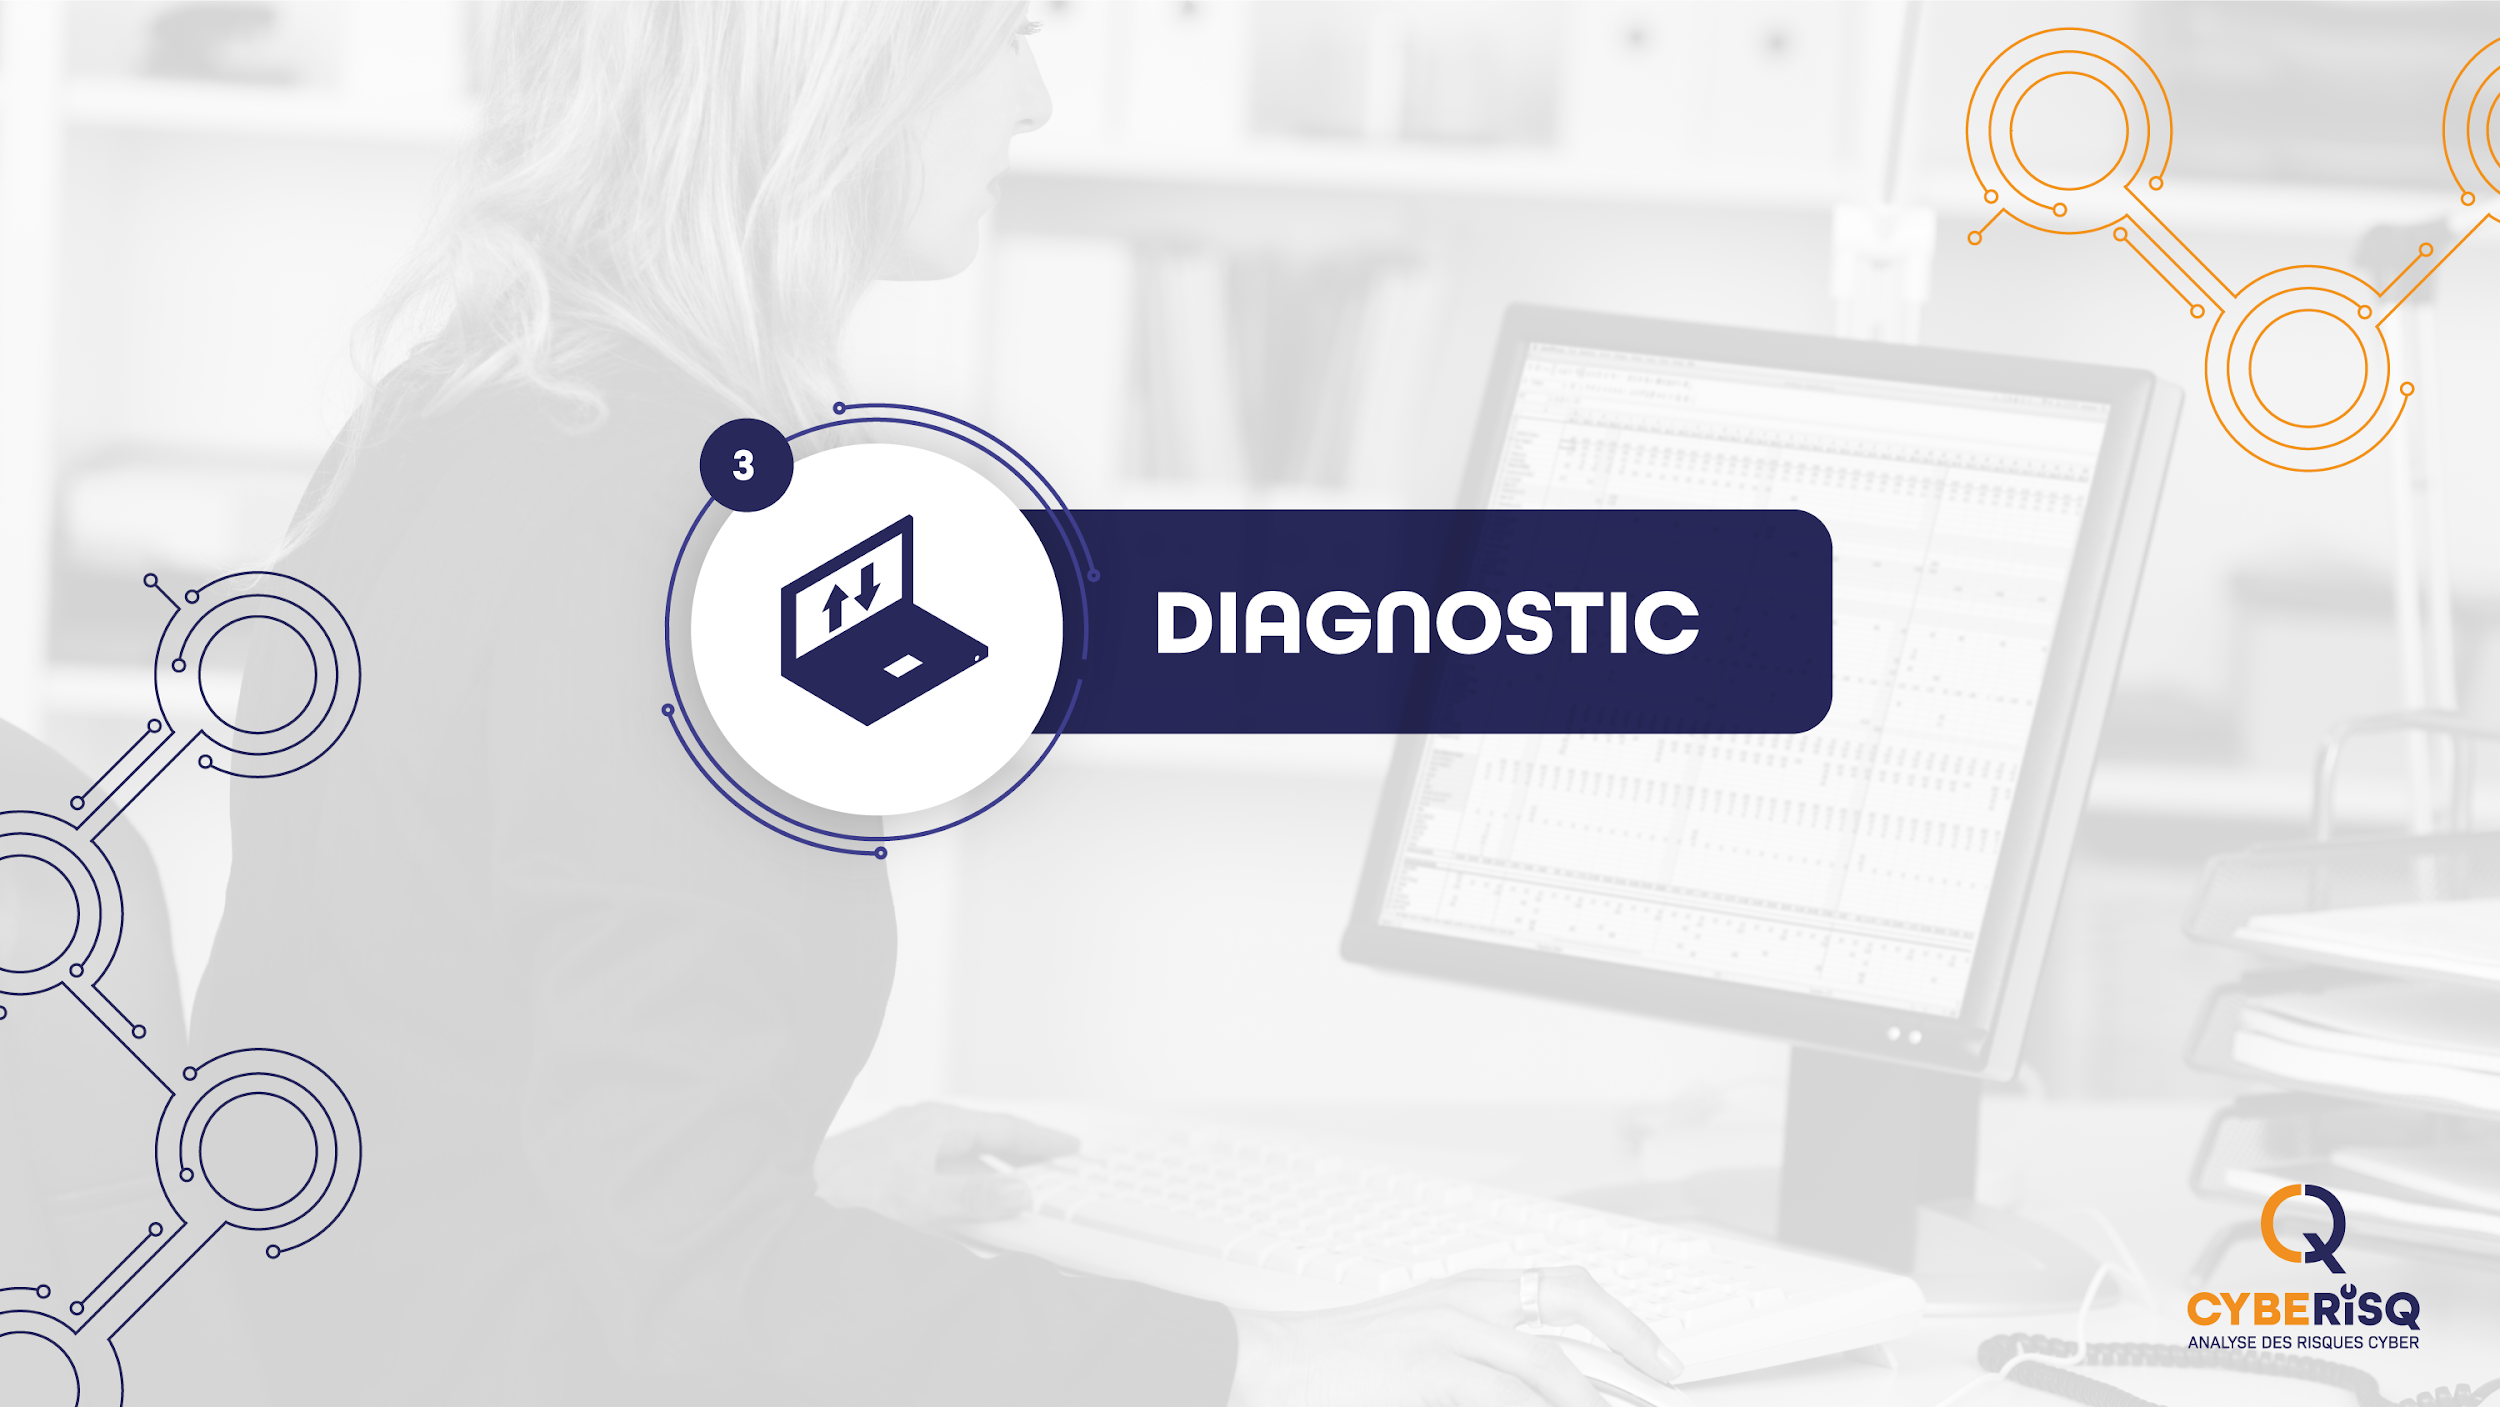 3
DIAGNOSTIC
CYBERiSQ
ANALYSE DES RISQUES CYBER